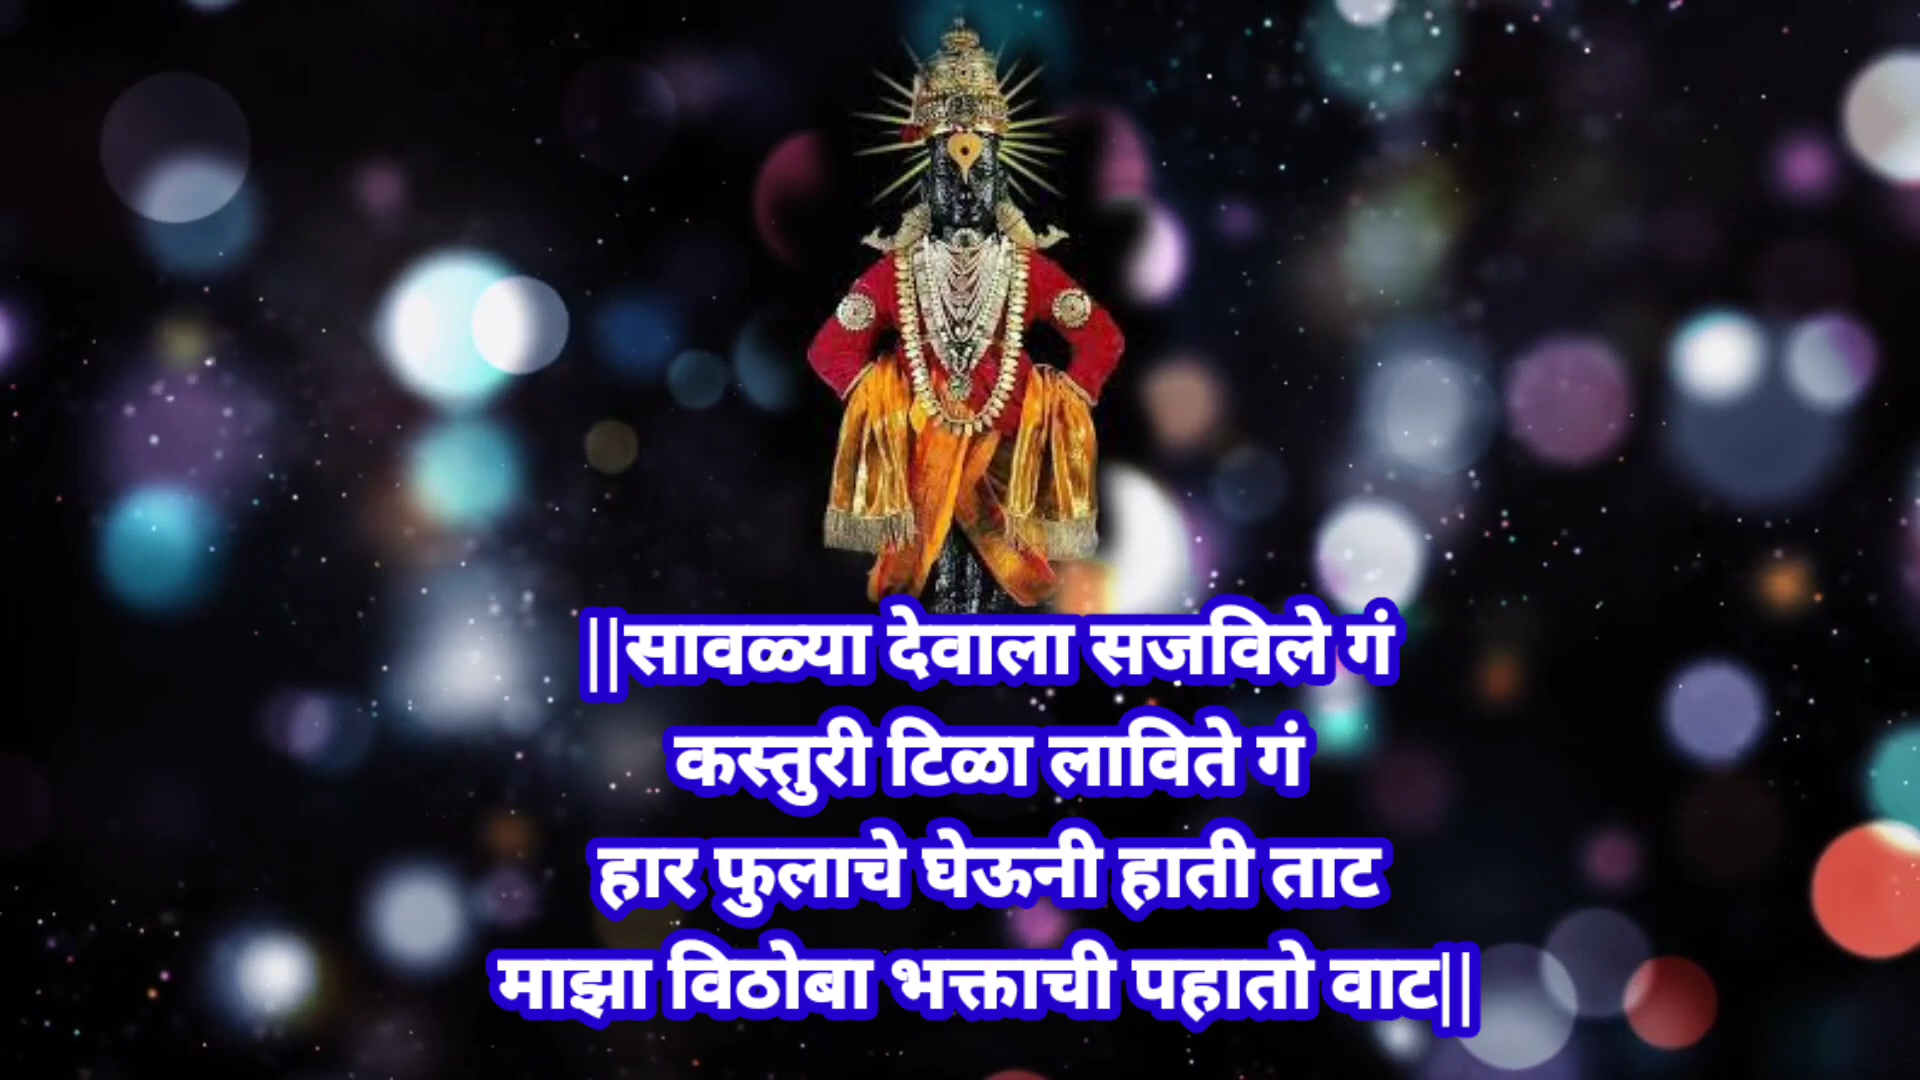 ||सावळ्या देवाला सजविले गं
कस्तुरी टिळा लाविते गं
हार फुलाचे घेऊनी हाती ताट
माझा विठोबा भक्ताची पहातो वाट||